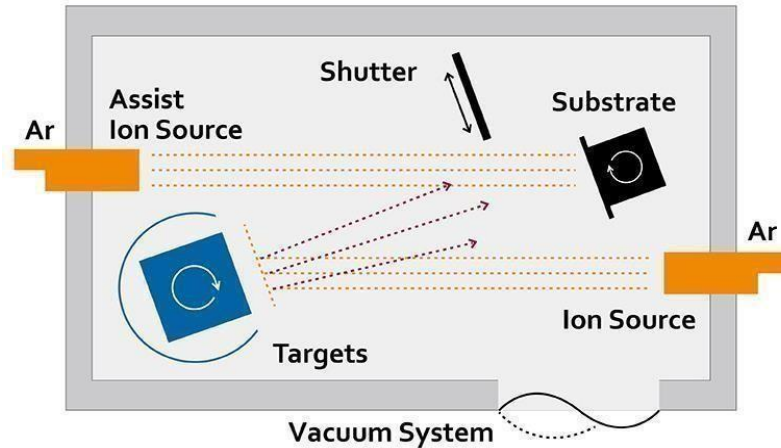 Shutter
Assist
Ion Source
Substrate
Ar
Ar
Ion Source
Targets
Vacuum System